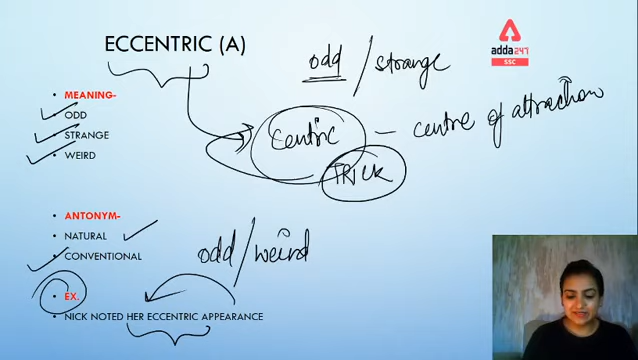 ECCENTRIC (A)
odd / strange
adda247
SSC
• MEANING-
• ODD
• STRANGE
• WEIRD
Centric - centre of attraction
TRICK
• ANTONYM-
• NATURAL
• CONVENTIONAL
odd / weird
• EX.
• NICK NOTED HER ECCENTRIC APPEARANCE